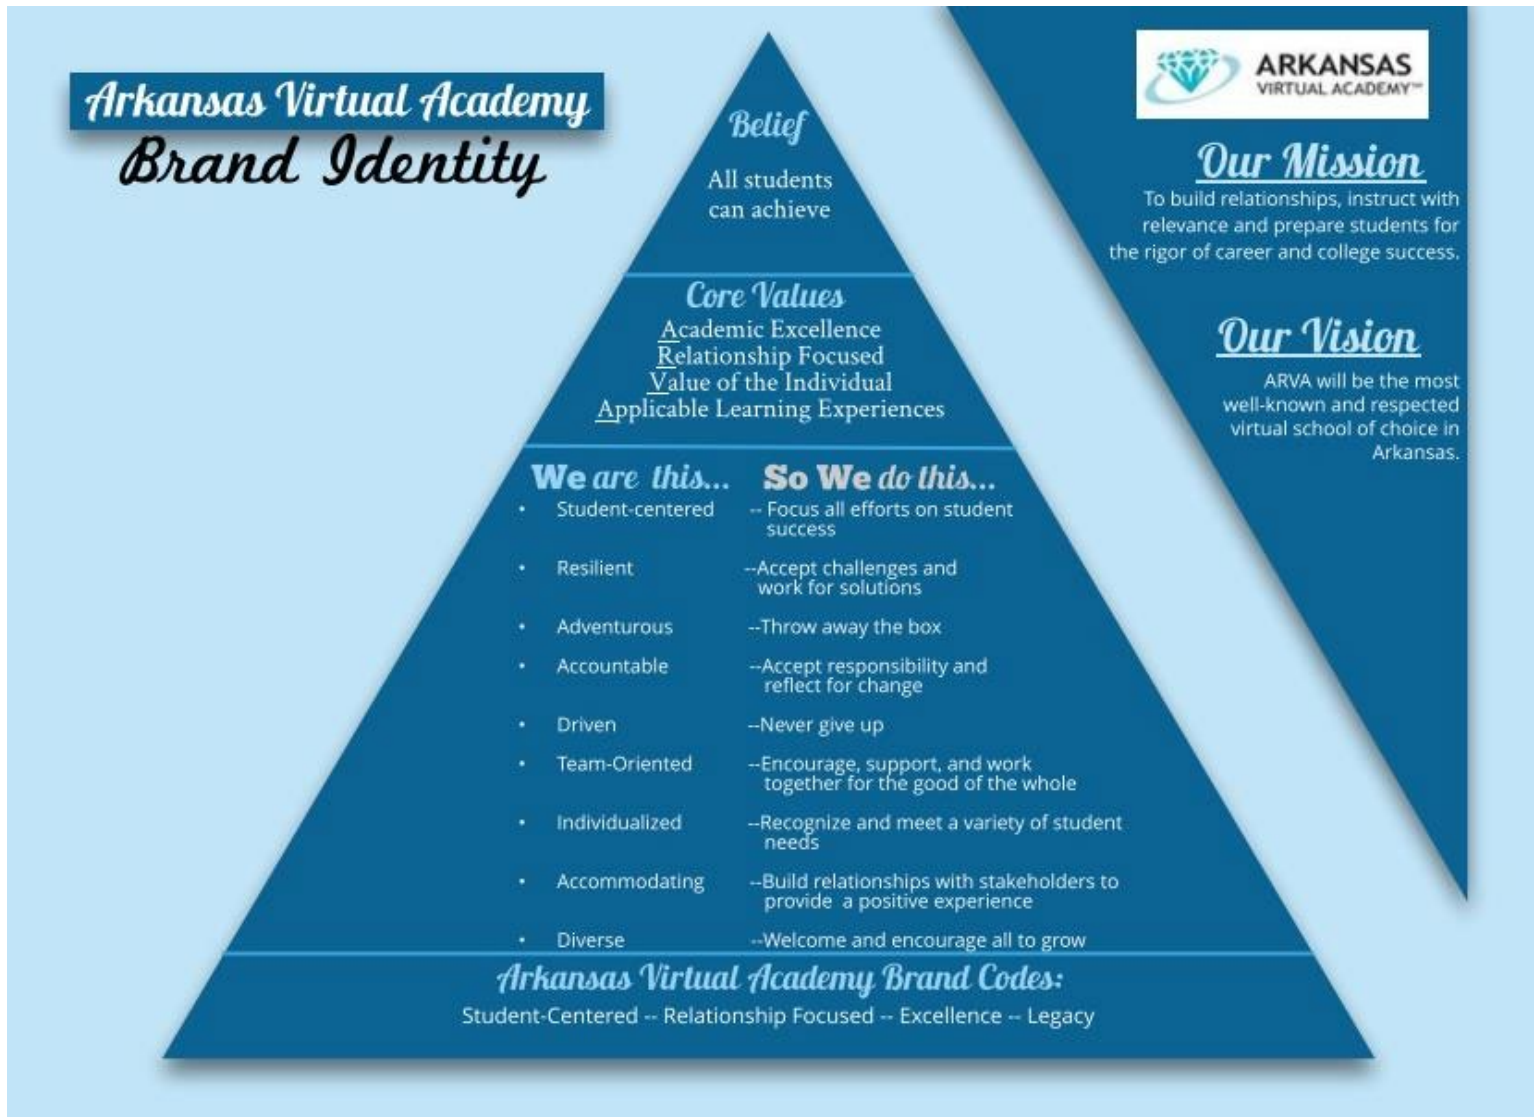 Arkansas Virtual Academy
Brand Identity
Belief
All students
can achieve
Core Values
Academic Excellence
Relationship Focused
Value of the Individual
Applicable Learning Experiences
We are this... So We do this...
• Student-centered -- Focus all efforts on student
success
• Resilient --Accept challenges and
work for solutions
• Adventurous --Throw away the box
• Accountable --Accept responsibility and
reflect for change
• Driven --Never give up
• Team-Oriented --Encourage, support, and work
together for the good of the whole
• Individualized --Recognize and meet a variety of student
needs
• Accommodating --Build relationships with stakeholders to
provide a positive experience
• Diverse --Welcome and encourage all to grow
Arkansas Virtual Academy Brand Codes:
Student-Centered -- Relationship Focused -- Excellence -- Legacy
ARKANSAS
VIRTUAL ACADEMY™
Our Mission
To build relationships, instruct with
relevance and prepare students for
the rigor of career and college success.
Our Vision
ARVA will be the most
well-known and respected
virtual school of choice in
Arkansas.